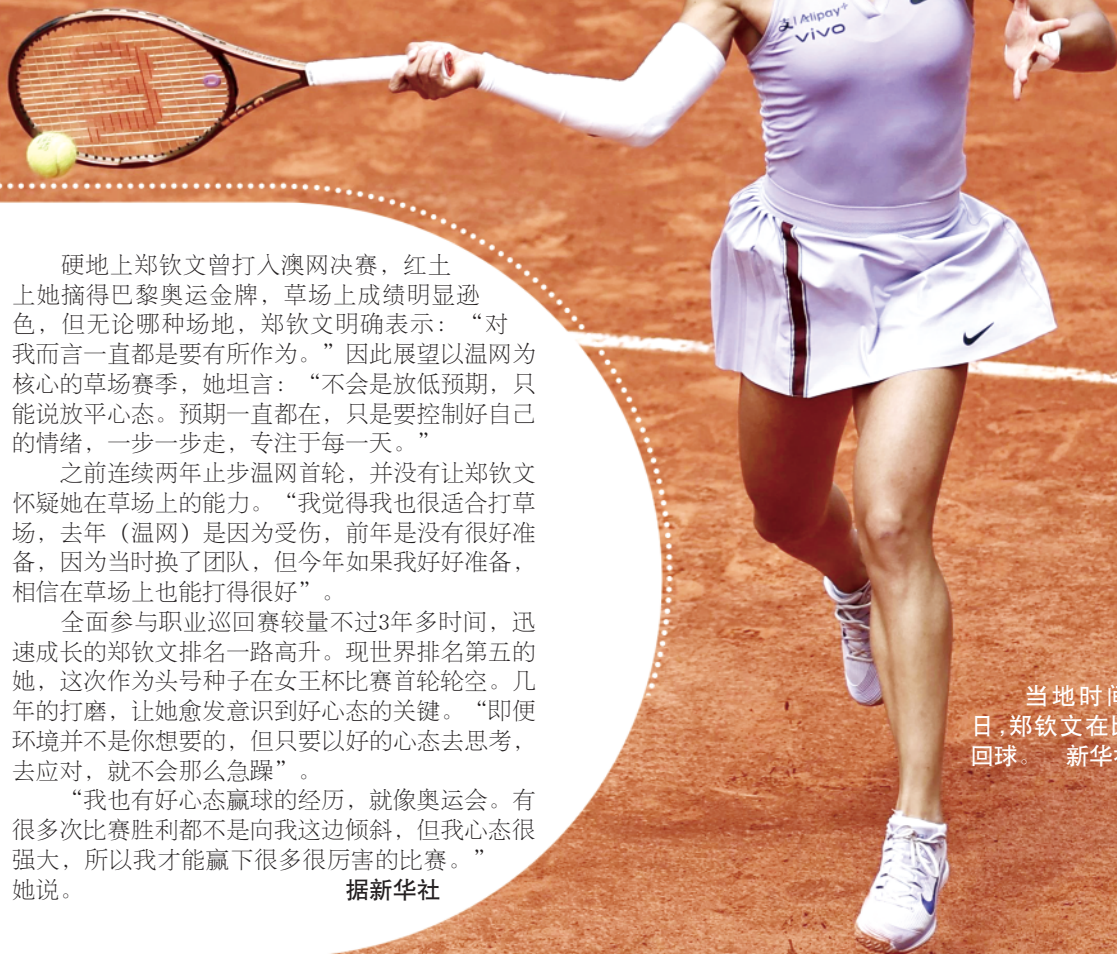 Alipay+
vivo
硬地上郑钦文曾打入澳网决赛，红土
上她摘得巴黎奥运金牌，草场上成绩明显逊
色，但无论哪种场地，郑钦文明确表示：“对
我而言一直都是要有所作为。”因此展望以温网为
核心的草场赛季，她坦言：“不会是放低预期，只
能说放平心态。预期一直都在，只是要控制好自己
的情绪，一步一步走，专注于每一天。”
之前连续两年止步温网首轮，并没有让郑钦文
怀疑她在草场上的能力。“我觉得我也很适合打草
场，去年（温网）是因为受伤，前年是没有很好准
备，因为当时换了团队，但今年如果我好好准备，
相信在草场上也能打得很好”。
全面参与职业巡回赛较量不过3年多时间，迅
速成长的郑钦文排名一路高升。现世界排名第五的
她，这次作为头号种子在女王杯比赛首轮轮空。几
年的打磨，让她愈发意识到好心态的关键。“即便
环境并不是你想要的，但只要以好的心态去思考，
去应对，就不会那么急躁”。
“我也有好心态赢球的经历，就像奥运会。有
很多次比赛胜利都不是向我这边倾斜，但我心态很
强大，所以我才能赢下很多很厉害的比赛。”
她说。 据新华社
当地时间
日，郑钦文在比
回球。 新华社